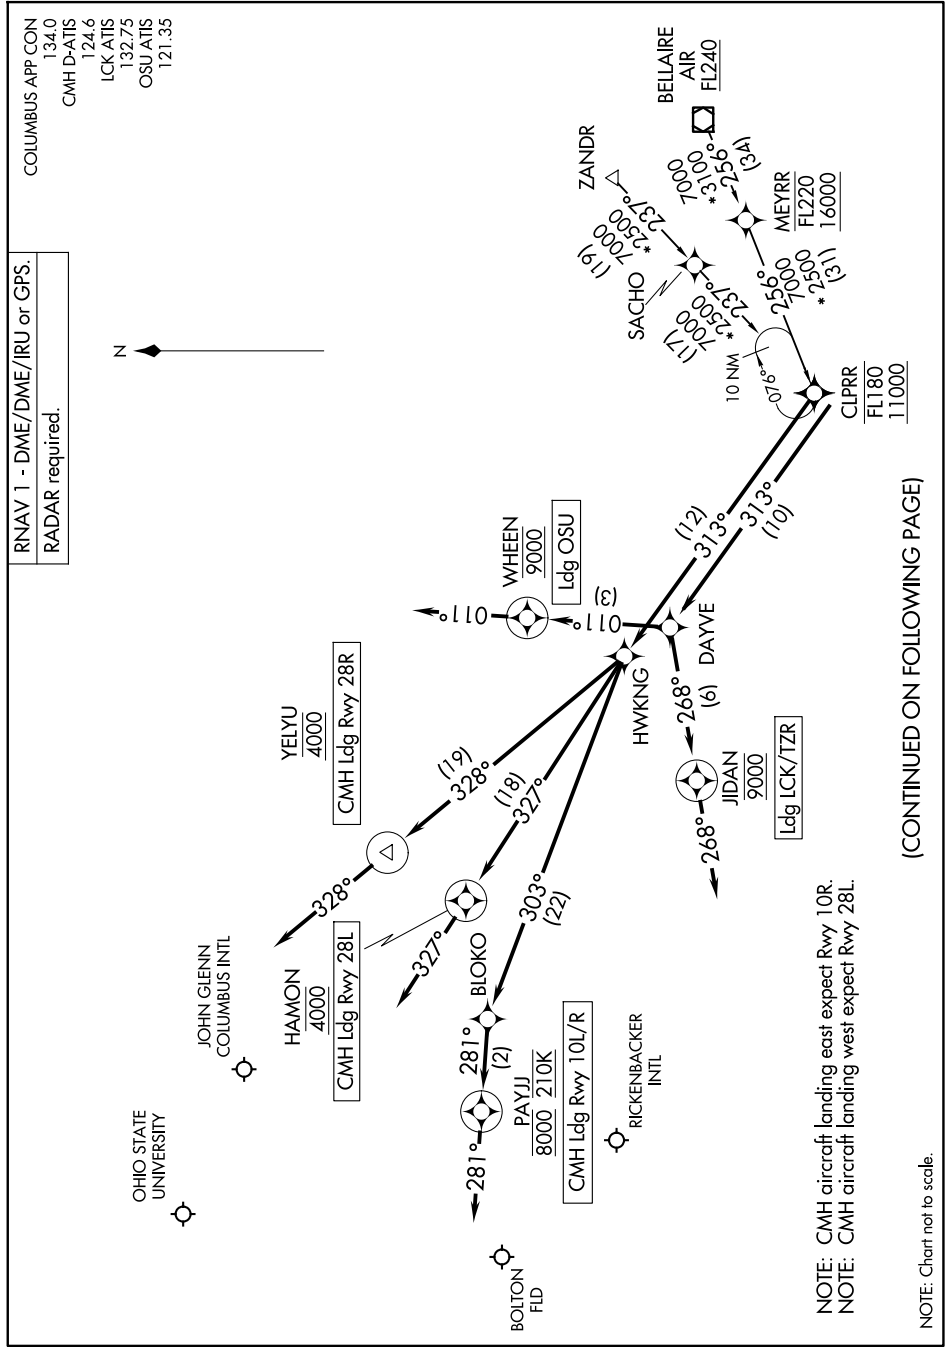 RNAV 1 - DME/DME/IRU or GPS.
RADAR required.
COLUMBUS APP CON
134.0
CMH D-ATIS
124.6
LCK ATIS
132.75
OSU ATIS
121.35
N
OHIO STATE
UNIVERSITY
JOHN GLENN
COLUMBUS INTL
BOLTON
FLD
RICKENBACKER
INTL
YELYU
4000
CMH Ldg Rwy 28R
328°
328°
(19)
HAMON
4000
CMH Ldg Rwy 28L
327°
327°
(18)
BLOKO
303°
(22)
281°
(2)
281°
PAYJJ
8000 210K
CMH Ldg Rwy 10L/R
WHEEN
9000
Ldg OSU
011°
011°
(3)
HWKNG
DAYVE
268°
(6)
268°
JIDAN
9000
Ldg LCK/TZR
(12)
313°
313°
(10)
CLPRR
FL180
11000
10 NM
076°
ZANDR
237°
*2500
7000
(19)
SACHO
237°
*2500
7000
(17)
BELLAIRE
AIR
FL240
7000
*3100
256°
(34)
MEYRR
FL220
16000
256°
7000
*2500
(31)
(CONTINUED ON FOLLOWING PAGE)
NOTE: CMH aircraft landing east expect Rwy 10R.
NOTE: CMH aircraft landing west expect Rwy 28L.
NOTE: Chart not to scale.